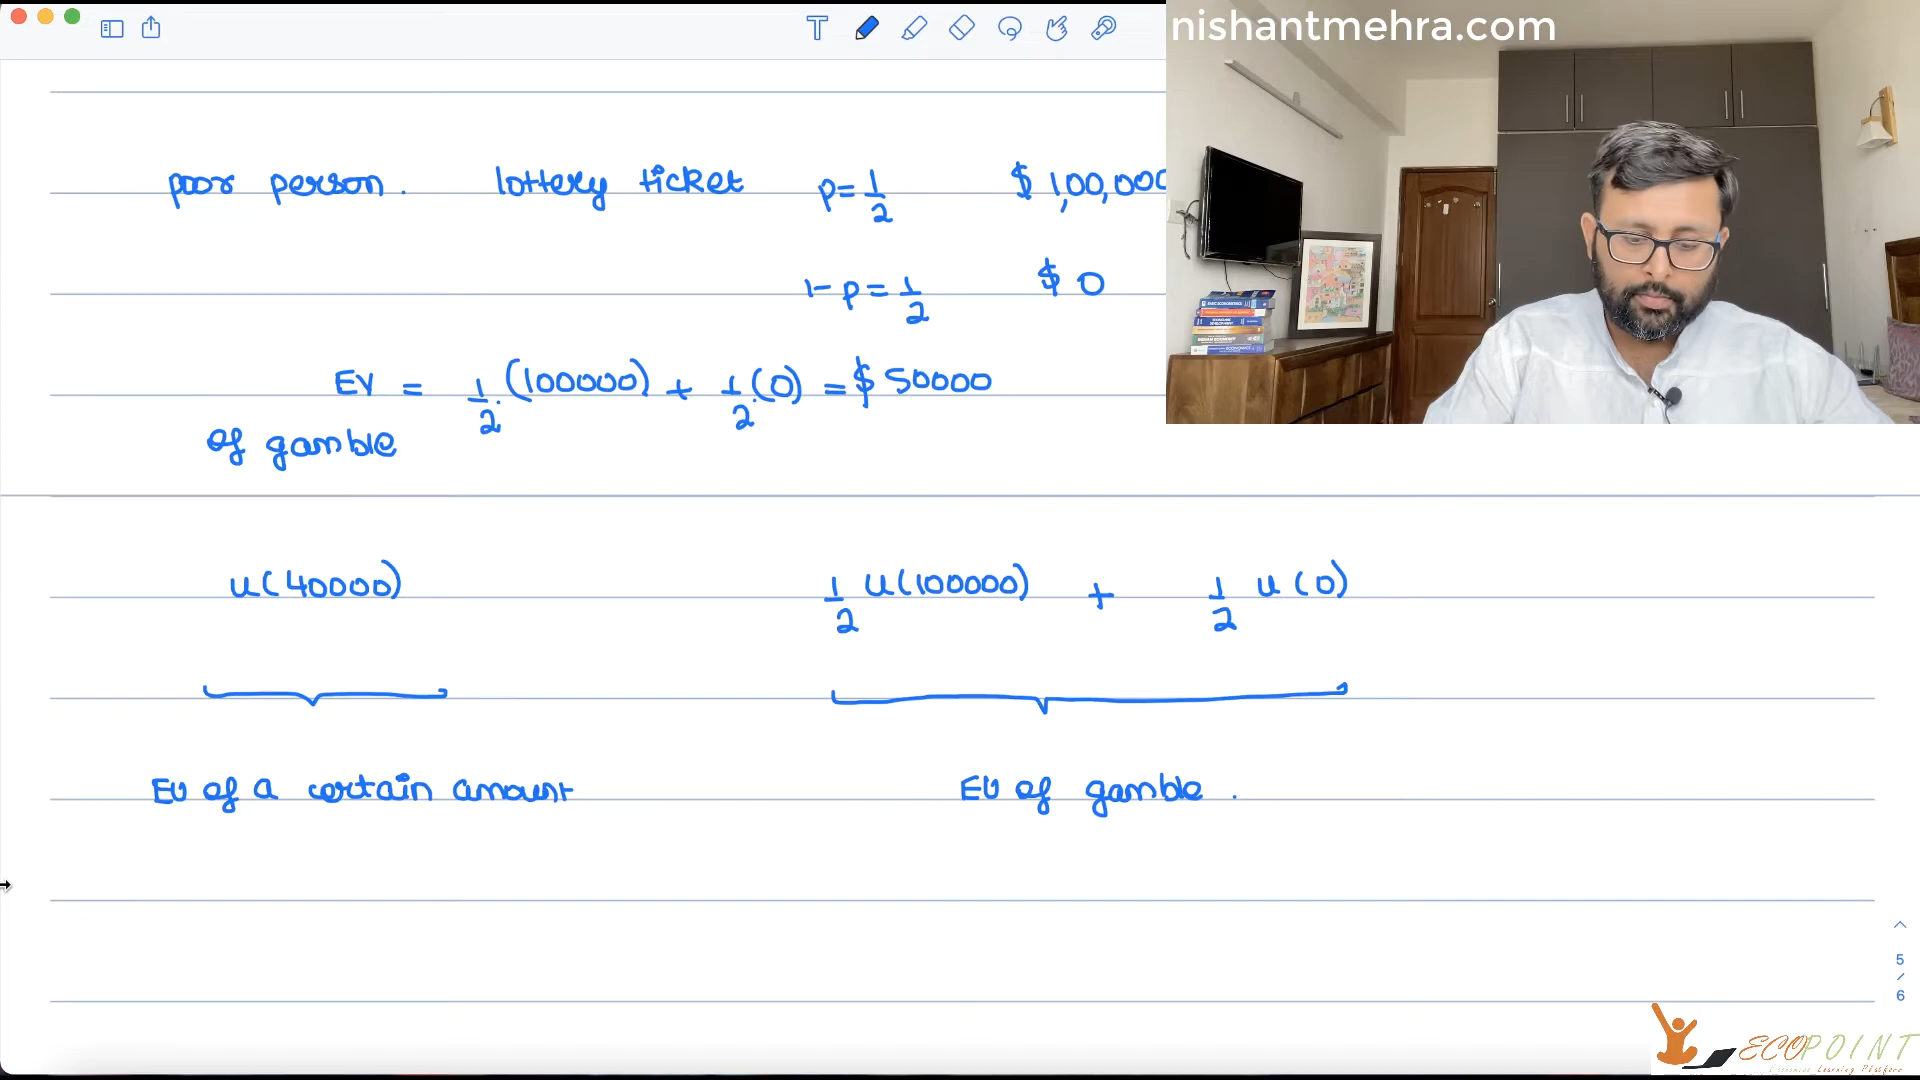 nishantmehra.com
poor person. lottery ticket p = 1/2 $ 1,00,000
1 - p = 1/2 $ 0
EV = 1/2 . (100000) + 1/2 . (0) = $ 50000
of gamble
u(40000) 1/2 u(100000) + 1/2 u(0)
EU of a certain amount EU of gamble .
5
/
6
ECOPOINT
Learning Platform